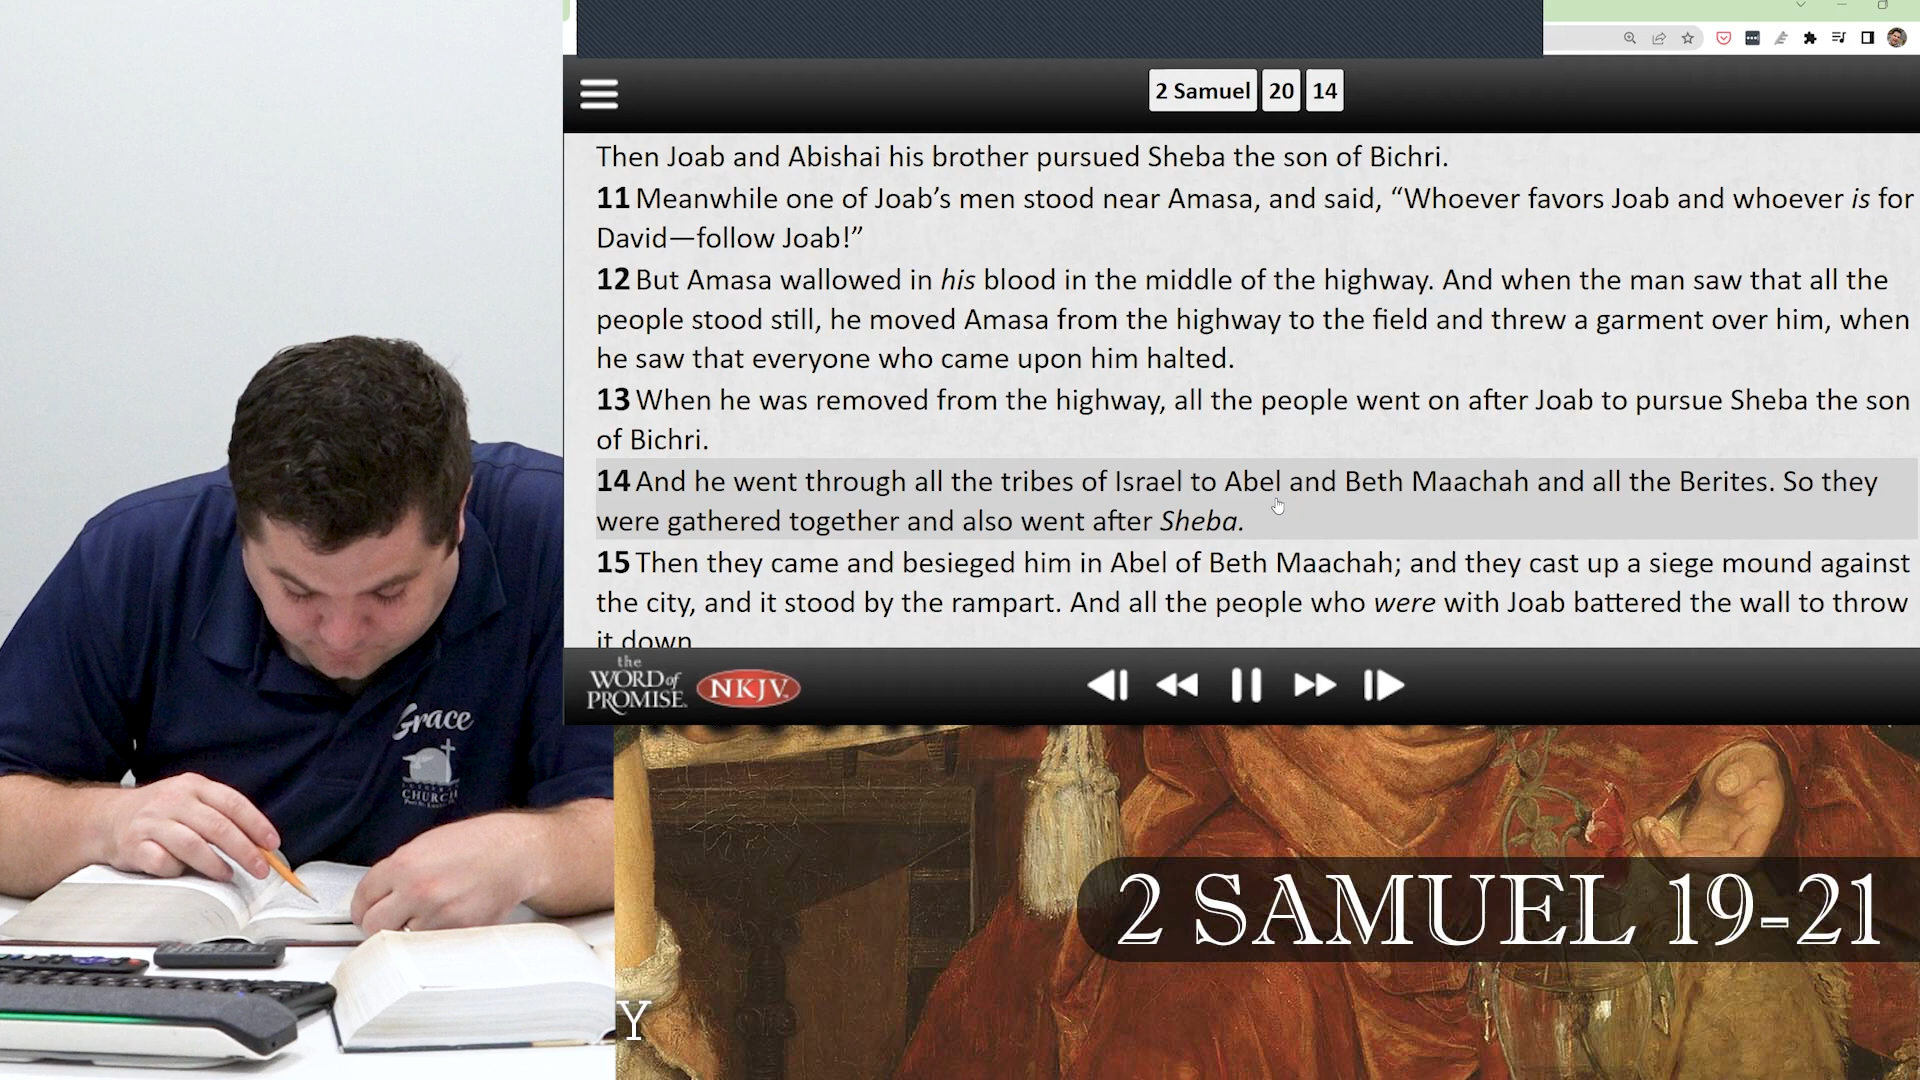 2 Samuel 20 14
Then Joab and Abishai his brother pursued Sheba the son of Bichri.
11 Meanwhile one of Joab’s men stood near Amasa, and said, “Whoever favors Joab and whoever is for
David—follow Joab!”
12 But Amasa wallowed in his blood in the middle of the highway. And when the man saw that all the
people stood still, he moved Amasa from the highway to the field and threw a garment over him, when
he saw that everyone who came upon him halted.
13 When he was removed from the highway, all the people went on after Joab to pursue Sheba the son
of Bichri.
14 And he went through all the tribes of Israel to Abel and Beth Maachah and all the Berites. So they
were gathered together and also went after Sheba.
15 Then they came and besieged him in Abel of Beth Maachah; and they cast up a siege mound against
the city, and it stood by the rampart. And all the people who were with Joab battered the wall to throw
it down
the
WORD of
PROMISE
NKJV
Grace
CHURCH
2 SAMUEL 19-21
Y